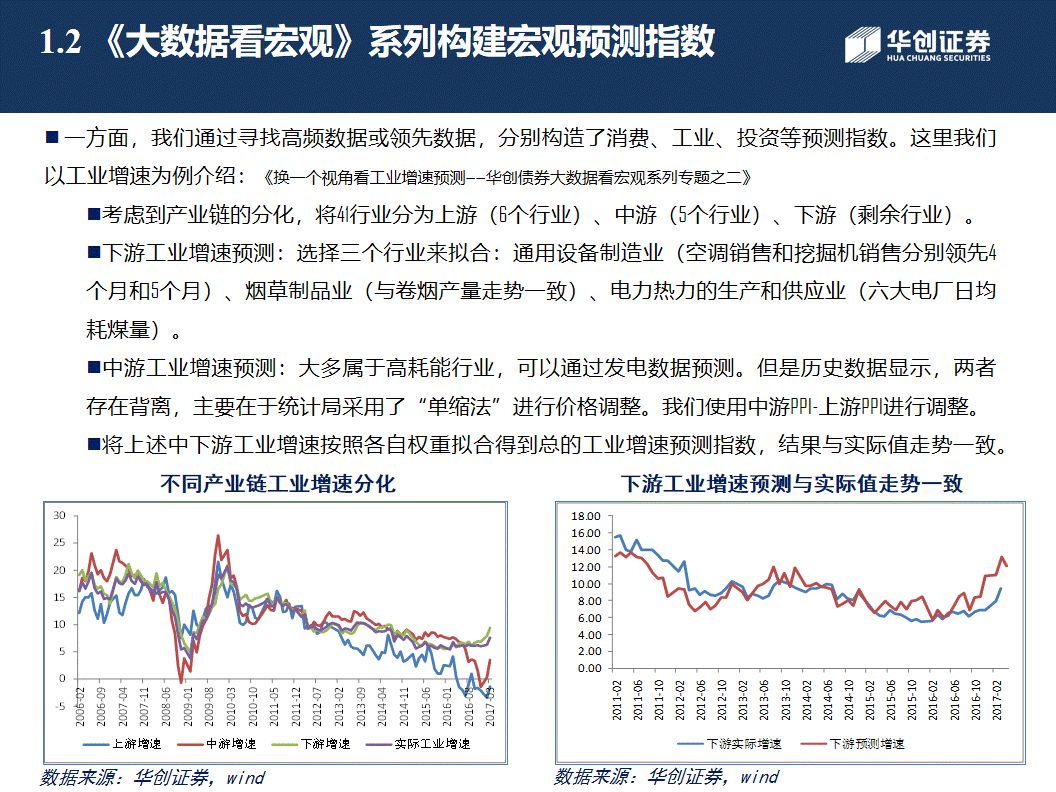 1.2 《大数据看宏观》系列构建宏观预测指数
华创证券
HUA CHUANG SECURITIES
■ 一方面，我们通过寻找高频数据或领先数据，分别构造了消费、工业、投资等预测指数。这里我们
以工业增速为例介绍：《换一个视角看工业增速预测——华创债券大数据看宏观系列专题之二》
■考虑到产业链的分化，将41行业分为上游（6个行业）、中游（5个行业）、下游（剩余行业）。
■下游工业增速预测：选择三个行业来拟合：通用设备制造业（空调销售和挖掘机销售分别领先4
个月和5个月）、烟草制品业（与卷烟产量走势一致）、电力热力的生产和供应业（六大电厂日均
耗煤量）。
■中游工业增速预测：大多属于高耗能行业，可以通过发电数据预测。但是历史数据显示，两者
存在背离，主要在于统计局采用了“单缩法”进行价格调整。我们使用中游PPI-上游PPI进行调整。
■将上述中下游工业增速按照各自权重拟合得到总的工业增速预测指数，结果与实际值走势一致。
不同产业链工业增速分化
30
25
20
15
10
5
0
-5
2006-02 2006-09 2007-04 2007-11 2008-06 2009-01 2009-08 2010-03 2010-10 2011-05 2011-12 2012-07 2013-02 2013-09 2014-04 2014-11 2015-06 2016-01 2016-08 2017-03
上游增速 中游增速 下游增速 实际工业增速
数据来源：华创证券，wind
下游工业增速预测与实际值走势一致
18.00
16.00
14.00
12.00
10.00
8.00
6.00
4.00
2.00
0.00
2011-02 2011-06 2011-10 2012-02 2012-06 2012-10 2013-02 2013-06 2013-10 2014-02 2014-06 2014-10 2015-02 2015-06 2015-10 2016-02 2016-06 2016-10 2017-02
下游实际增速 下游预测增速
数据来源：华创证券，wind